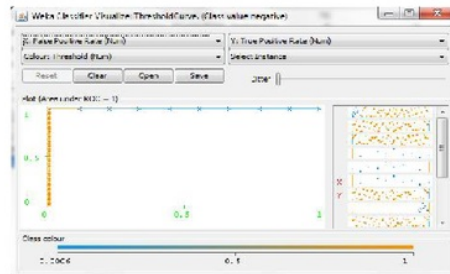 Weka Classifier Visualize: ThresholdCurve. (Class value negative)
X: False Positive Rate (Num)
Y: True Positive Rate (Num)
Colour: Threshold (Num)
Select Instance
Reset
Clear
Open
Save
Jitter
Plot (Area under ROC = 1)
1
0.5
0
0
0.5
1
X
Y
Class colour
0.5
1